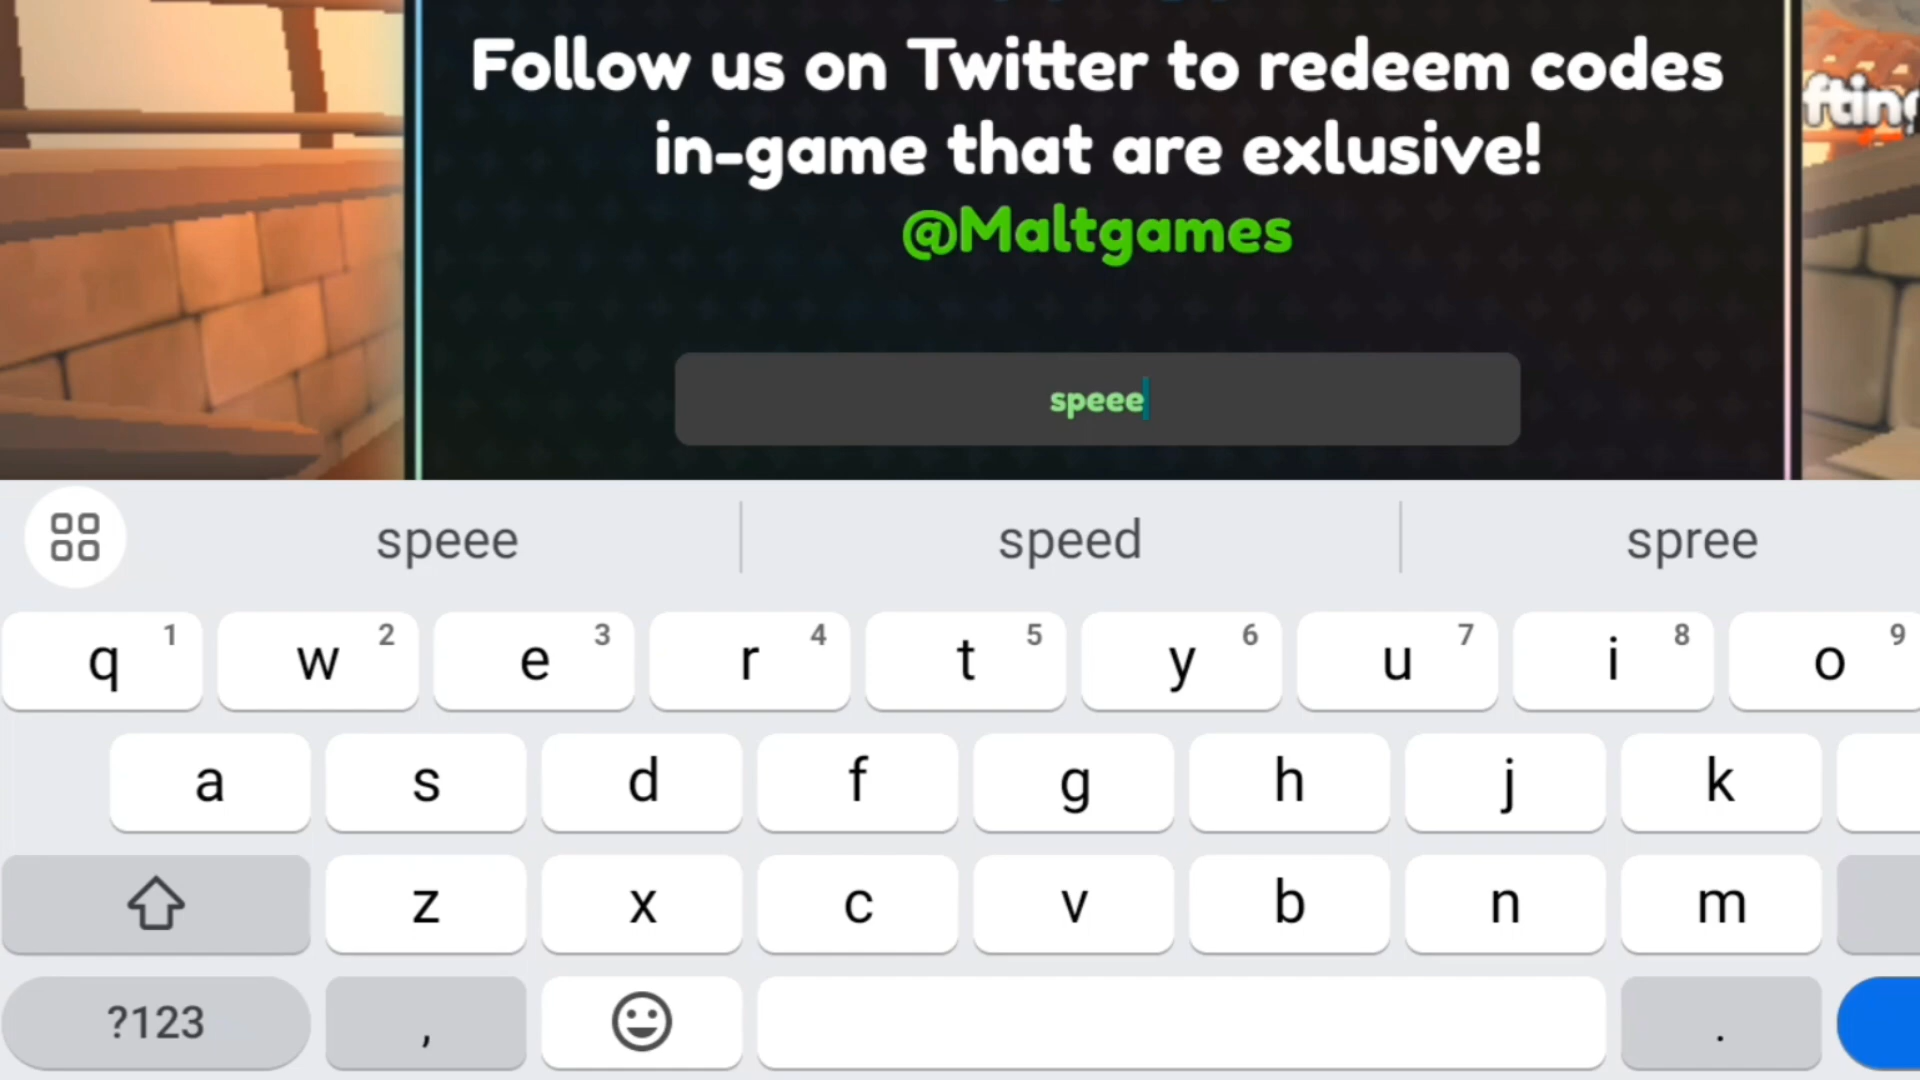 Follow us on Twitter to redeem codes
in-game that are exlusive!
@Maltgames
fting
speee
speee speed spree
q 1 w 2 e 3 r 4 t 5 y 6 u 7 i 8 o 9
a s d f g h j k
z x c v b n m
?123 , .